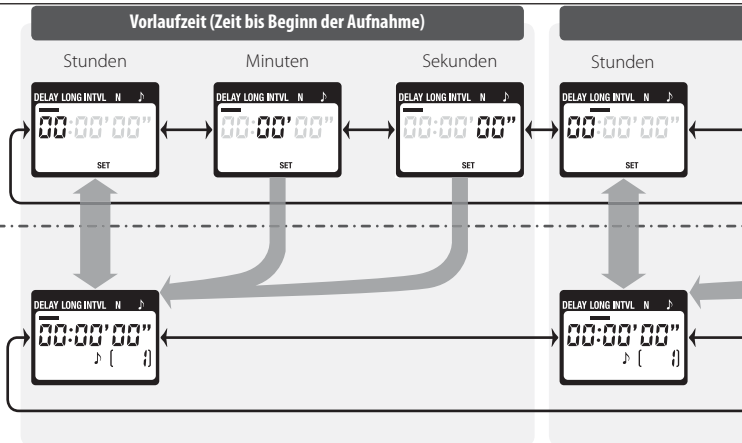 Vorlaufzeit (Zeit bis Beginn der Aufnahme)
Stunden Minuten Sekunden Stunden
DELAY LONG INTVL N ♪ DELAY LONG INTVL N ♪ DELAY LONG INTVL N ♪ DELAY LONG INTVL N ♪
00:00'00" 00:00'00" 00:00'00" 00:00'00"
SET SET SET SET
DELAY LONG INTVL N ♪ DELAY LONG INTVL N ♪
00:00'00" 00:00'00"
♪ [ 1] ♪ [ 1]